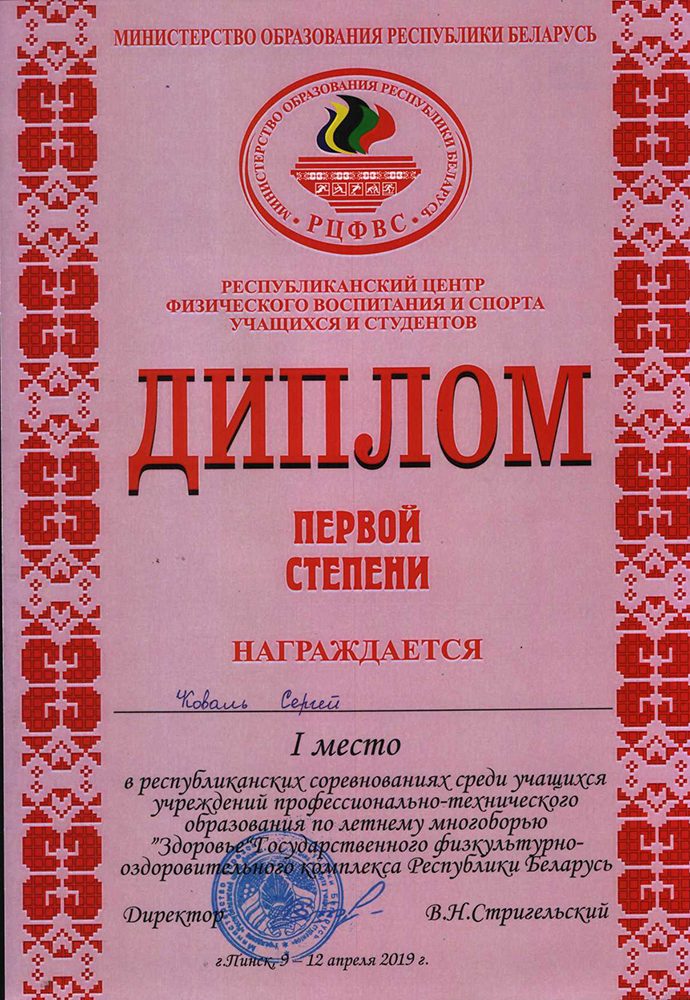 МИНИСТЕРСТВО ОБРАЗОВАНИЯ РЕСПУБЛИКИ БЕЛАРУСЬ
МИНИСТЕРСТВО ОБРАЗОВАНИЯ РЕСПУБЛИКИ БЕЛАРУСЬ
• РЦФВС •
РЕСПУБЛИКАНСКИЙ ЦЕНТР
ФИЗИЧЕСКОГО ВОСПИТАНИЯ И СПОРТА
УЧАЩИХСЯ И СТУДЕНТОВ
ДИПЛОМ
ПЕРВОЙ
СТЕПЕНИ
НАГРАЖДАЕТСЯ
Коваль Сергей
I место
в республиканских соревнованиях среди учащихся
учреждений профессионально-технического
образования по летнему многоборью
"Здоровье"Государственного физкультурно-
оздоровительного комплекса Республики Беларусь
Директор В.Н.Стригельский
г.Пинск, 9 – 12 апреля 2019 г.